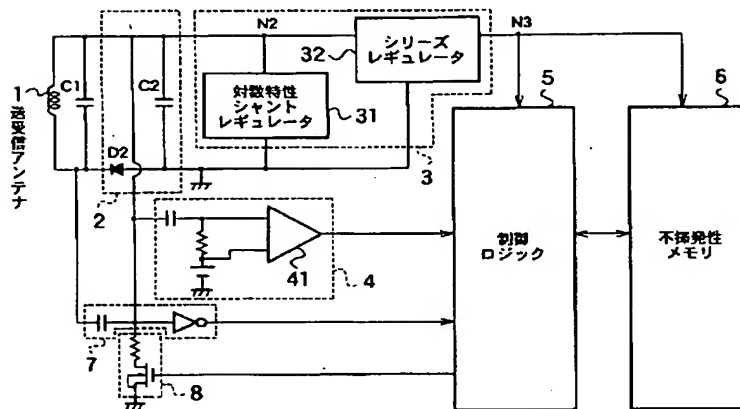 N2
N3
32
シリーズ
レギュレータ
5
6
1
C1
C2
対数特性
シャント
レギュレータ
31
送受信アンテナ
D2
3
2
制御
ロジック
不揮発性
メモリ
41
4
7
8